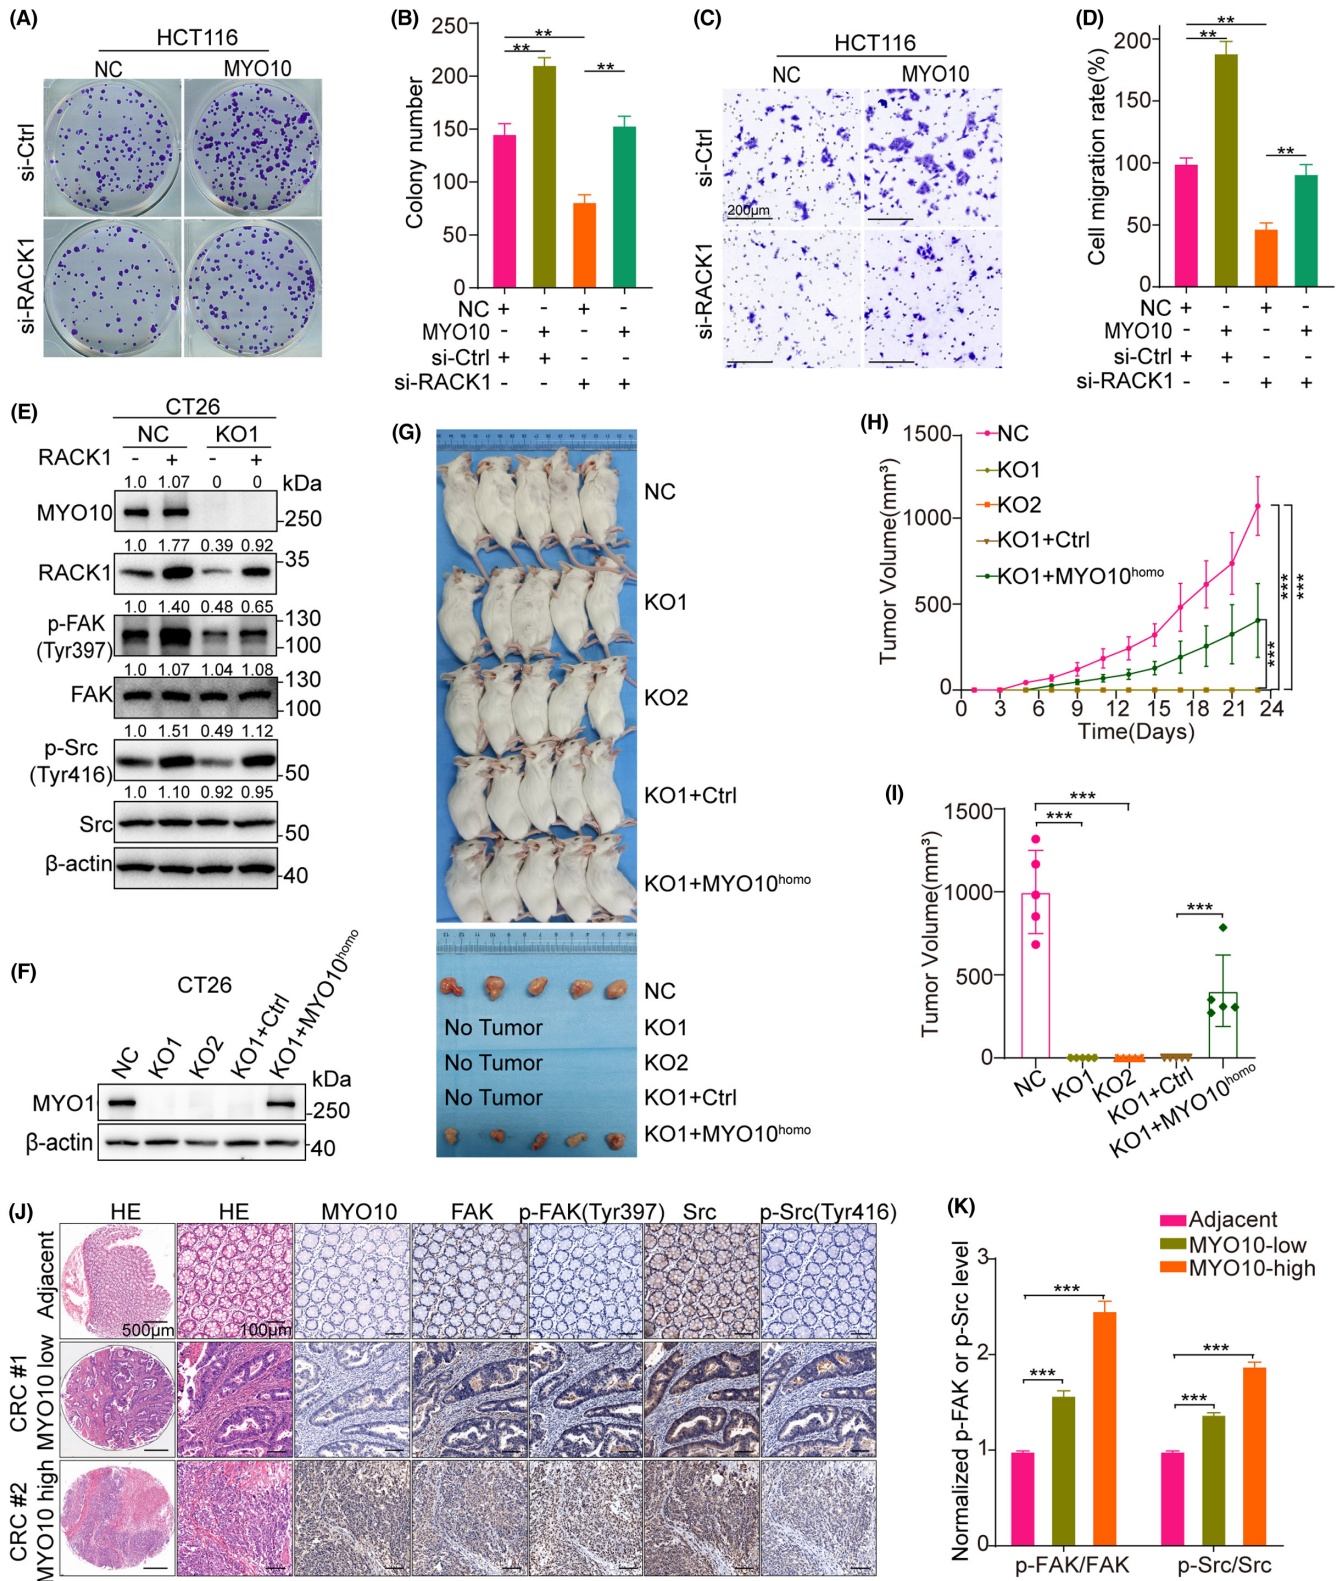 (A)
HCT116
NC MYO10
si-Ctrl
si-RACK1
(B)
Colony number
250
200
150
100
50
0
** ** **
NC + - + -
MYO10 - + - +
si-Ctrl + + - -
si-RACK1 - - + +
(C)
HCT116
NC MYO10
si-Ctrl
200μm
si-RACK1
(D)
Cell migration rate(%)
200
150
100
50
0
** ** **
NC + - + -
MYO10 - + - +
si-Ctrl + + - -
si-RACK1 - - + +
(E)
CT26
NC KO1
RACK1 - + - +
1.0 1.07 0 0 kDa
MYO10 -250
1.0 1.77 0.39 0.92
RACK1 -35
1.0 1.40 0.48 0.65
p-FAK (Tyr397) -130 -100
1.0 1.07 1.04 1.08
FAK -130 -100
1.0 1.51 0.49 1.12
p-Src (Tyr416) -50
1.0 1.10 0.92 0.95
Src -50
β-actin -40
(F)
CT26
NC KO1 KO2 KO1+Ctrl KO1+MYO10homo
kDa
MYO1 -250
β-actin -40
(G)
NC
KO1
KO2
KO1+Ctrl
KO1+MYO10homo
NC
No Tumor KO1
No Tumor KO2
No Tumor KO1+Ctrl
KO1+MYO10homo
(H)
Tumor Volume(mm³)
1500
1000
500
0
NC
KO1
KO2
KO1+Ctrl
KO1+MYO10homo
*** *** ***
0 3 6 9 12 15 18 21 24
Time(Days)
(I)
Tumor Volume(mm³)
1500
1000
500
0
*** *** ***
NC KO1 KO2 KO1+Ctrl KO1+MYO10homo
(J)
HE HE MYO10 FAK p-FAK(Tyr397) Src p-Src(Tyr416)
Adjacent
500μm 100μm
CRC #1 MYO10 low
CRC #2 MYO10 high
(K)
Adjacent
MYO10-low
MYO10-high
Normalized p-FAK or p-Src level
3
2
1
0
*** *** *** ***
p-FAK/FAK p-Src/Src